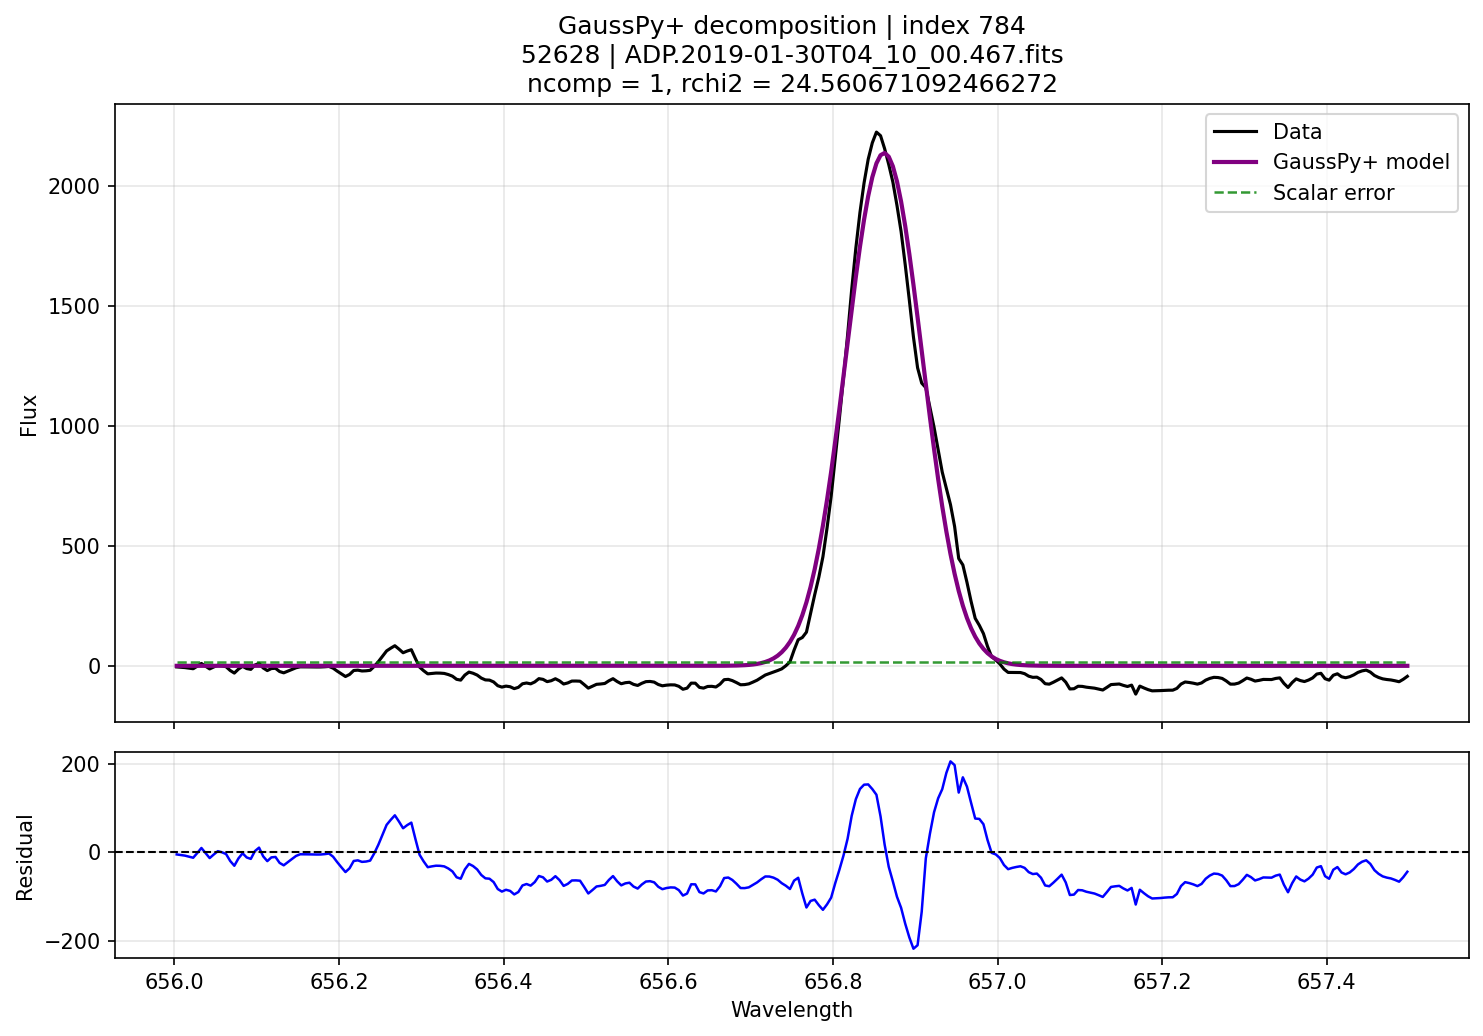 GaussPy+ decomposition | index 784
52628 | ADP.2019-01-30T04_10_00.467.fits
ncomp = 1, rchi2 = 24.560671092466272
Data
GaussPy+ model
Scalar error
Flux
2000
1500
1000
500
0
Residual
200
0
−200
656.0 656.2 656.4 656.6 656.8 657.0 657.2 657.4
Wavelength